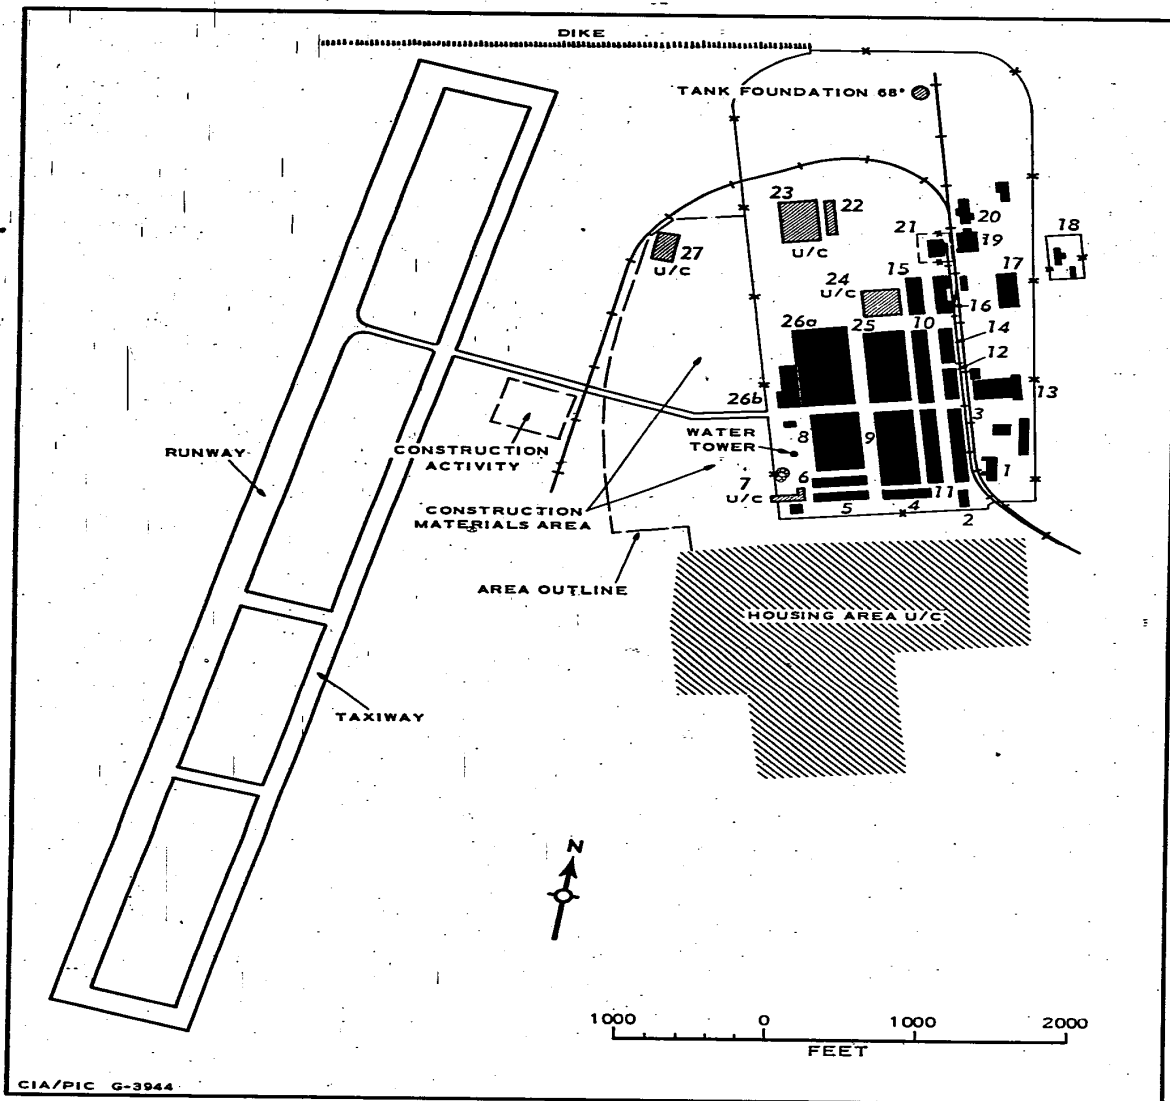 DIKE
TANK FOUNDATION 68°
23
22
20
21
19
18
27
U/C
U/C
24
U/C
15
17
16
26a
25
10
14
12
26b
13
3
WATER
TOWER
8
9
RUNWAY
CONSTRUCTION
ACTIVITY
7
U/C
6
1
CONSTRUCTION
MATERIALS AREA
5
4
11
2
AREA OUTLINE
HOUSING AREA U/C
TAXIWAY
N
1000 0 1000 2000
FEET
CIA/PIC G-3944